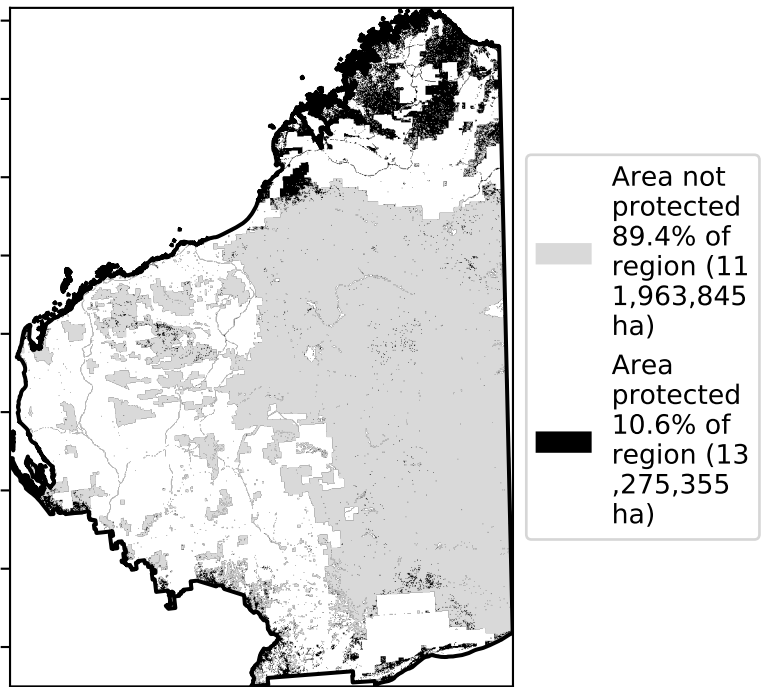 Area not
protected
89.4% of
region (11
1,963,845
ha)
Area
protected
10.6% of
region (13
,275,355
ha)